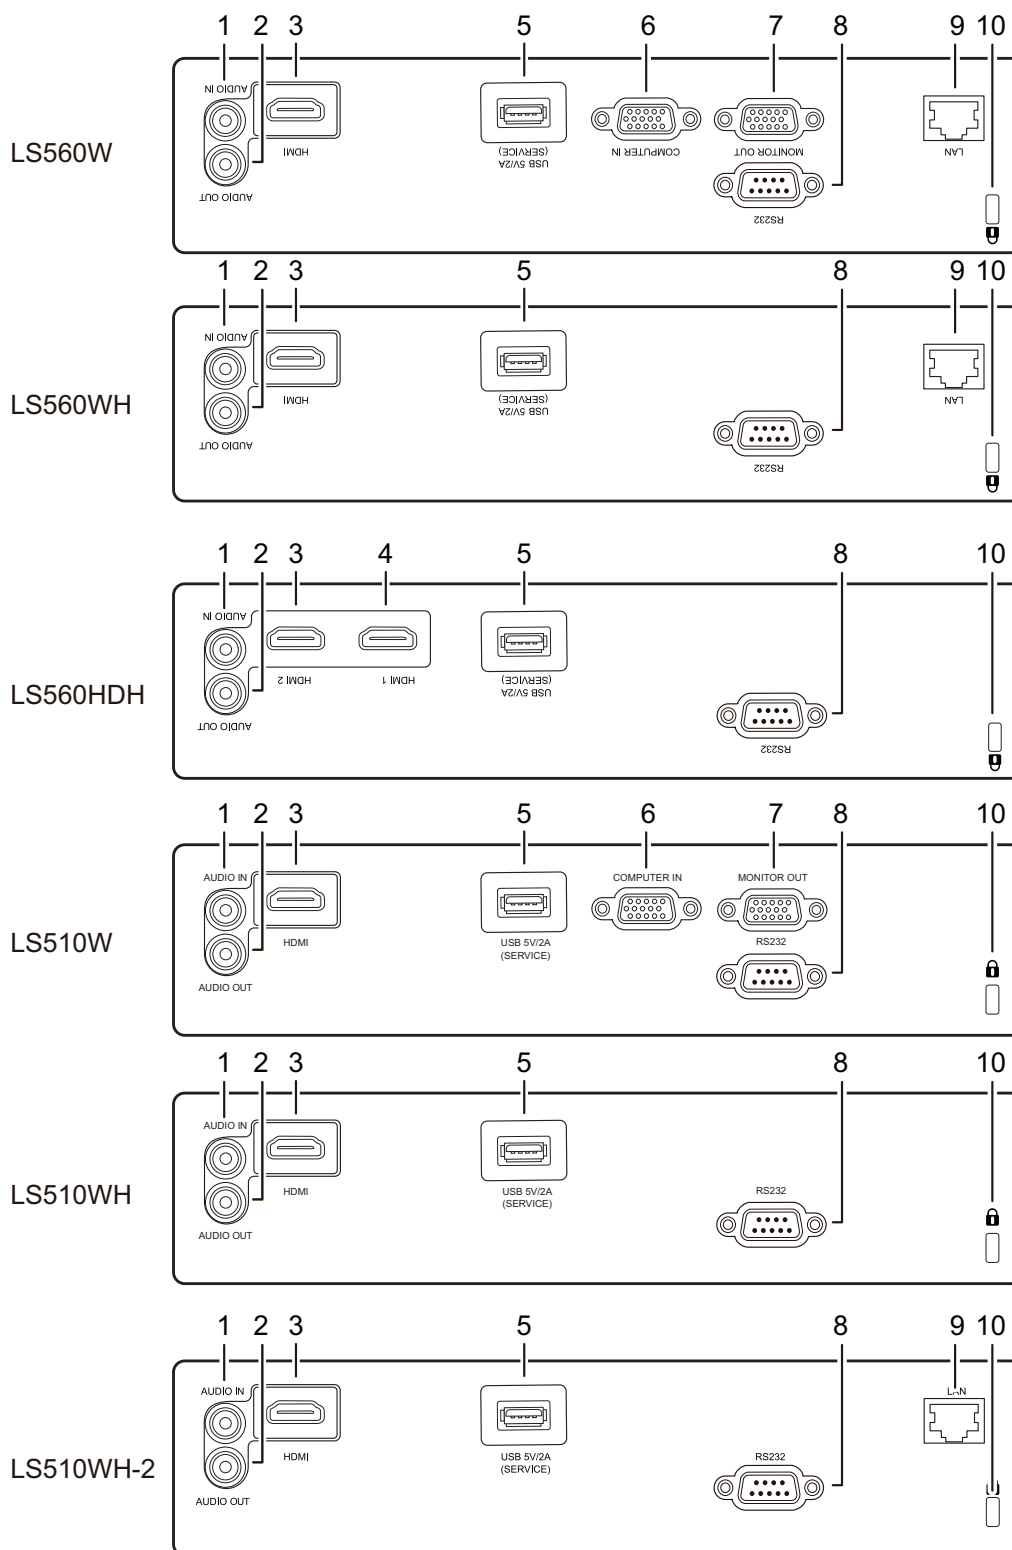 1 2 3 5 6 7 8 9 10
LS560W
AUDIO IN
HDMI
AUDIO OUT
USB 5V/2A
(SERVICE)
COMPUTER IN
MONITOR OUT
RS232
LAN
1 2 3 5 8 9 10
LS560WH
AUDIO IN
HDMI
AUDIO OUT
USB 5V/2A
(SERVICE)
RS232
LAN
1 2 3 4 5 8 10
LS560HDH
AUDIO IN
HDMI 2
HDMI 1
AUDIO OUT
USB 5V/2A
(SERVICE)
RS232
1 2 3 5 6 7 8 10
LS510W
AUDIO IN
HDMI
AUDIO OUT
USB 5V/2A
(SERVICE)
COMPUTER IN
MONITOR OUT
RS232
1 2 3 5 8 10
LS510WH
AUDIO IN
HDMI
AUDIO OUT
USB 5V/2A
(SERVICE)
RS232
1 2 3 5 8 9 10
LS510WH-2
AUDIO IN
HDMI
AUDIO OUT
USB 5V/2A
(SERVICE)
RS232
LAN